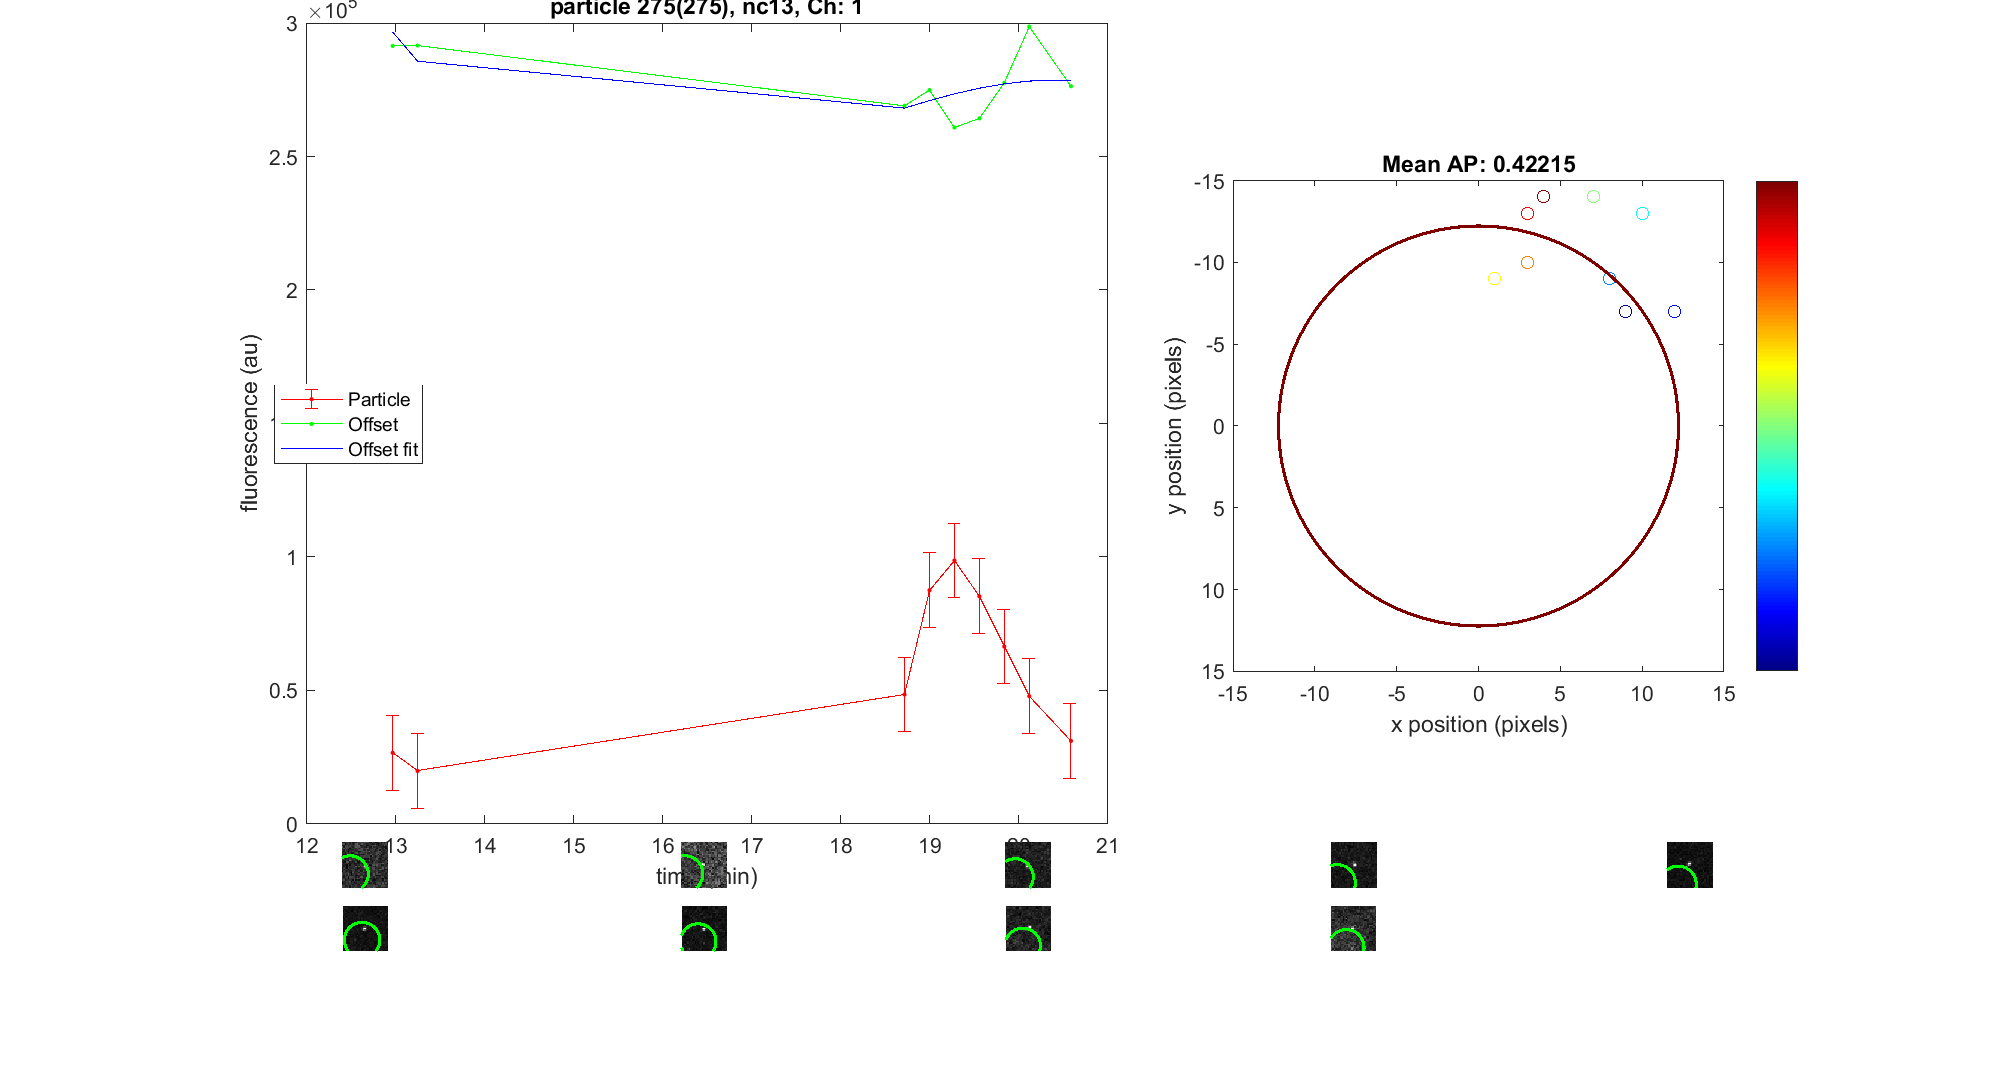 particle 275(275), nc13, Ch: 1
×10⁵
3
2.5
2
1
0.5
0
fluorescence (au)
Particle
Offset
Offset fit
12 13 14 15 16 17 18 19 20 21
Mean AP: 0.42215
-15
-10
-5
0
5
10
15
y position (pixels)
-15 -10 -5 0 5 10 15
x position (pixels)